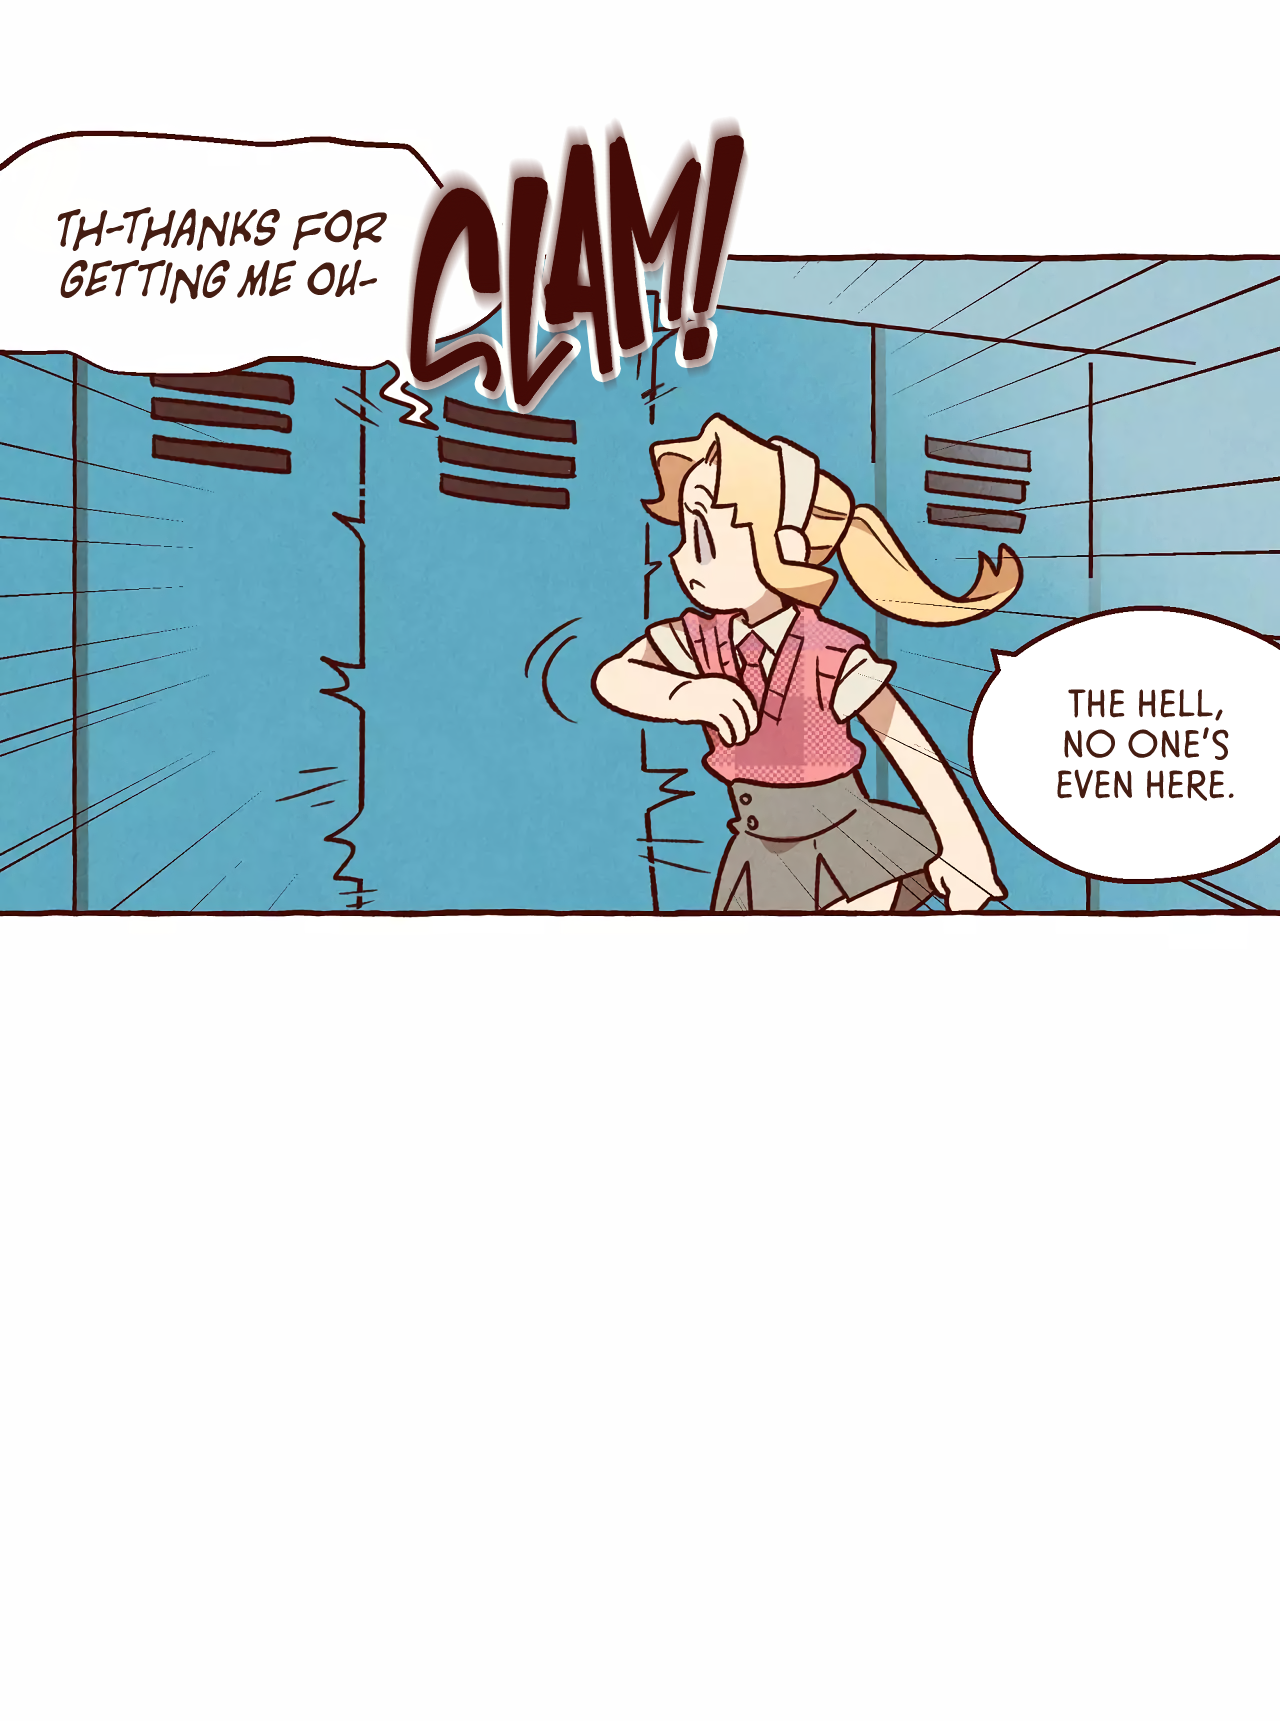 TH-THANKS FOR
GETTING ME OU-
SLAM!
THE HELL,
NO ONE'S
EVEN HERE.